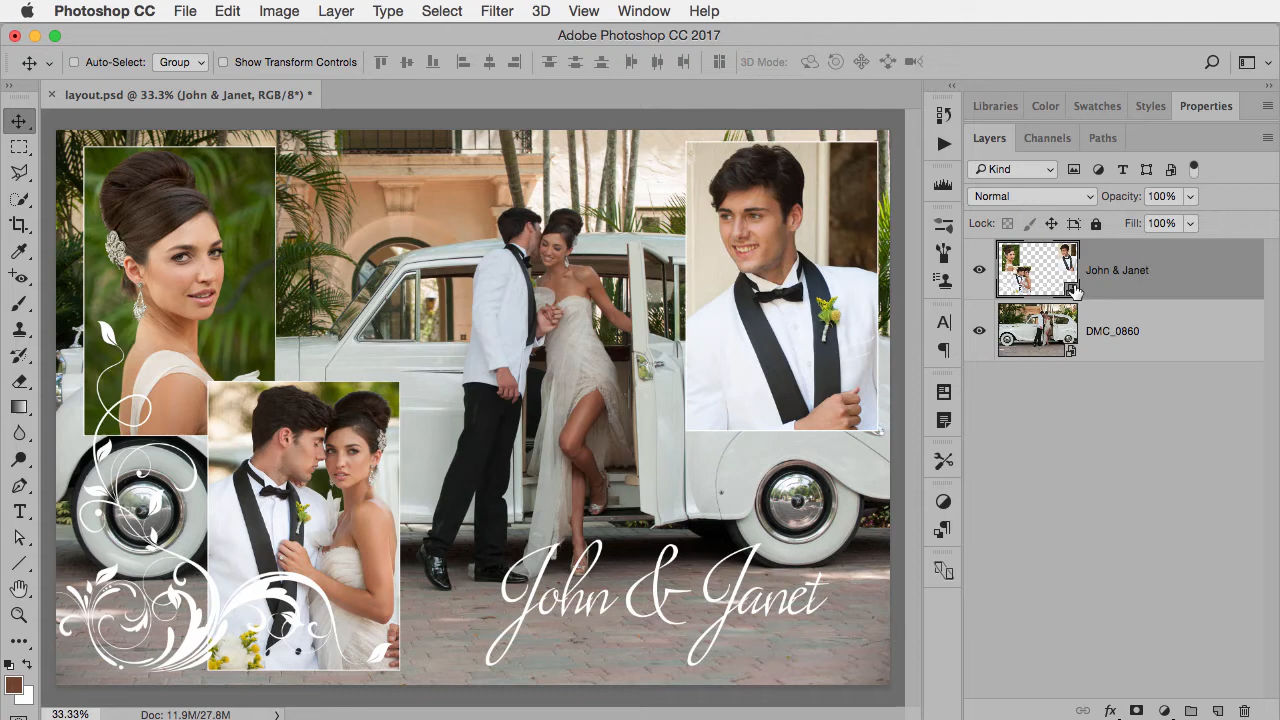 Photoshop CC File Edit Image Layer Type Select Filter 3D View Window Help
Adobe Photoshop CC 2017
Auto-Select: Group Show Transform Controls 3D Mode:
× layout.psd @ 33.3% (John & Janet, RGB/8*) *
Libraries Color Swatches Styles Properties
Layers Channels Paths
Kind
Normal Opacity: 100%
Lock: Fill: 100%
John & Janet
DMC_0860
John & Janet
33.33% Doc: 11.9M/27.8M